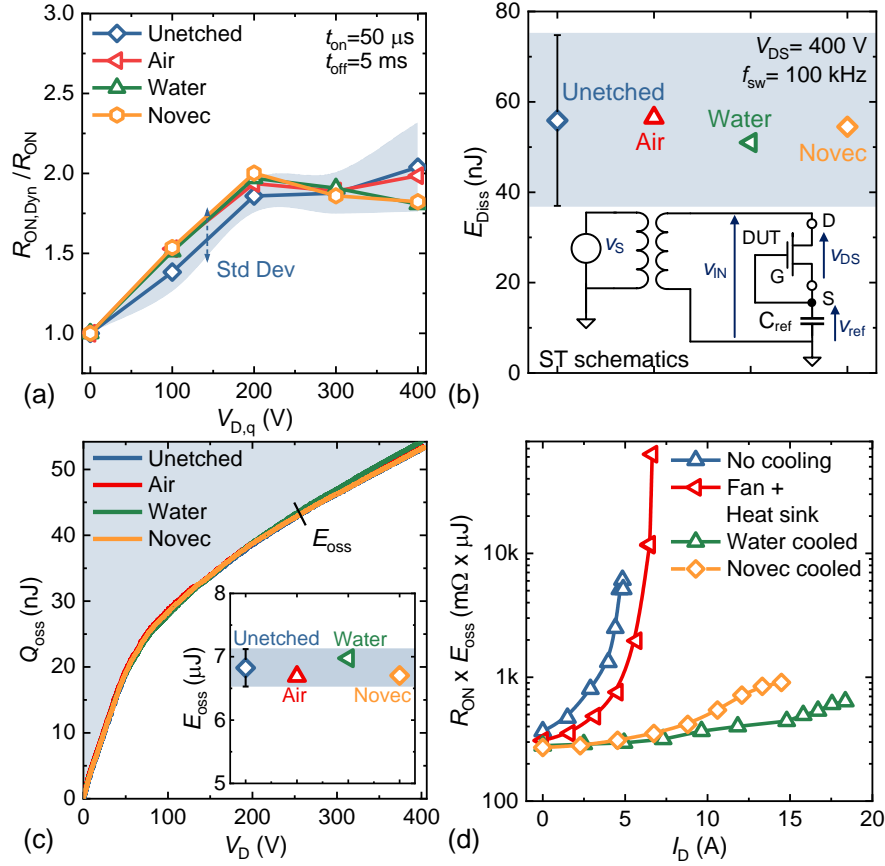 3.0
2.5
2.0
1.5
1.0
R_ON,Dyn /R_ON
Unetched
Air
Water
Novec
t_on=50 μs
t_off=5 ms
Std Dev
0 100 200 300 400
V_D,q (V)
(a)
80
60
40
20
0
E_Diss (nJ)
V_DS= 400 V
f_sw= 100 kHz
Unetched
Air
Water
Novec
v_S
v_IN
DUT
D
G
S
v_DS
C_ref
v_ref
ST schematics
(b)
50
40
30
20
10
0
Q_oss (nJ)
Unetched
Air
Water
Novec
E_oss
8
7
6
5
E_oss (μJ)
Unetched
Water
Air
Novec
0 50 100 150 200 250 300 350 400
V_D (V)
(c)
10k
1k
100
R_ON x E_oss (mΩ x μJ)
No cooling
Fan +
Heat sink
Water cooled
Novec cooled
0 5 10 15
I_D (A)
(d)